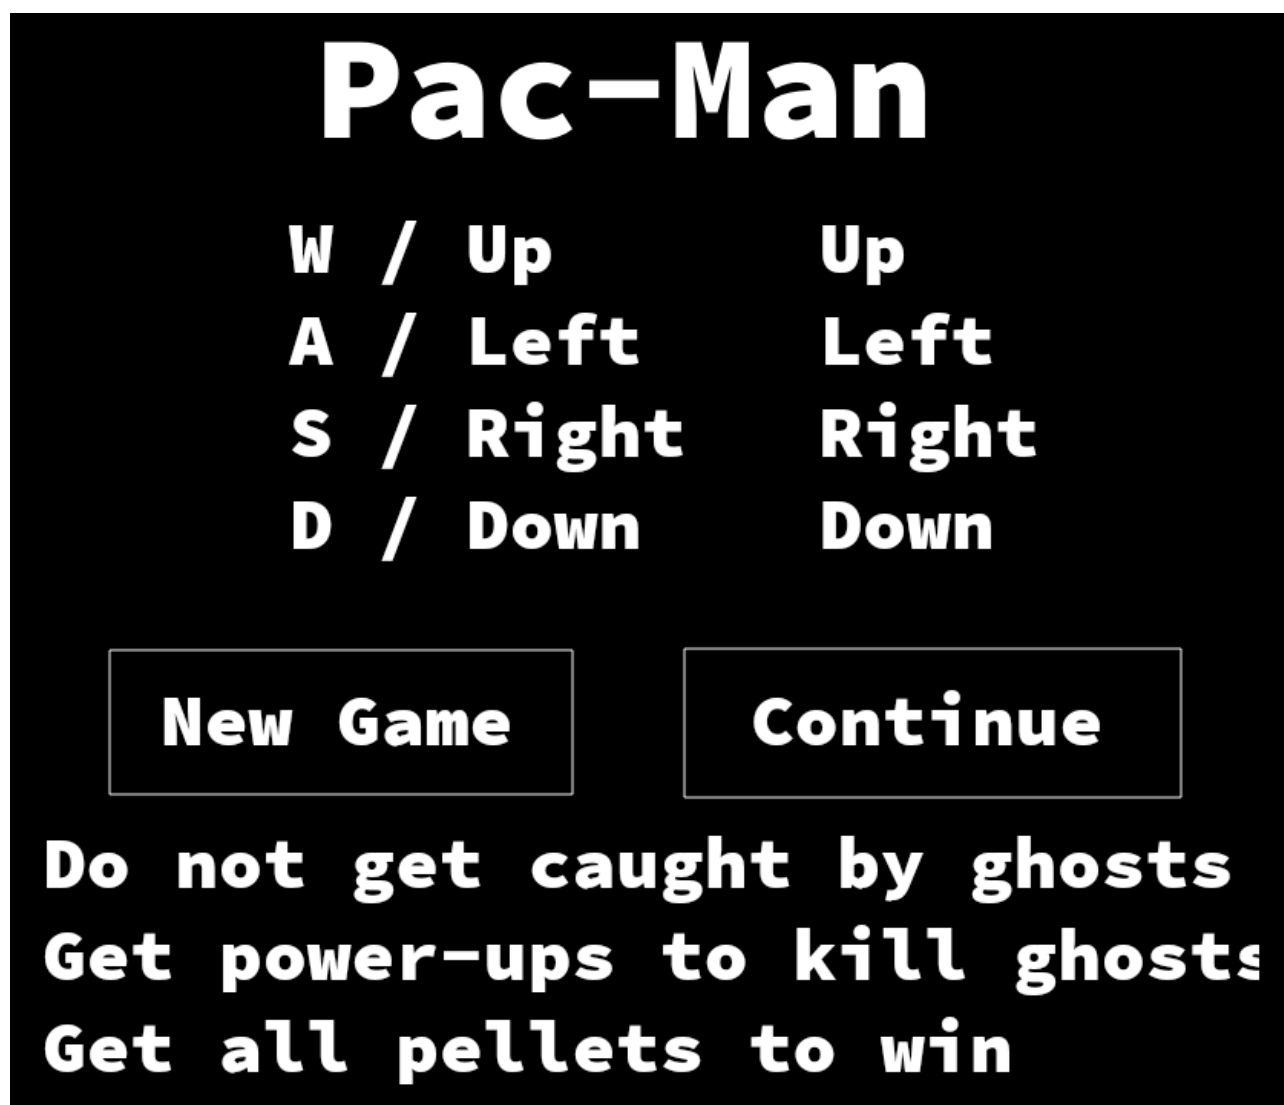 Pac-Man
W / Up Up
A / Left Left
S / Right Right
D / Down Down
New Game Continue
Do not get caught by ghosts
Get power-ups to kill ghosts
Get all pellets to win